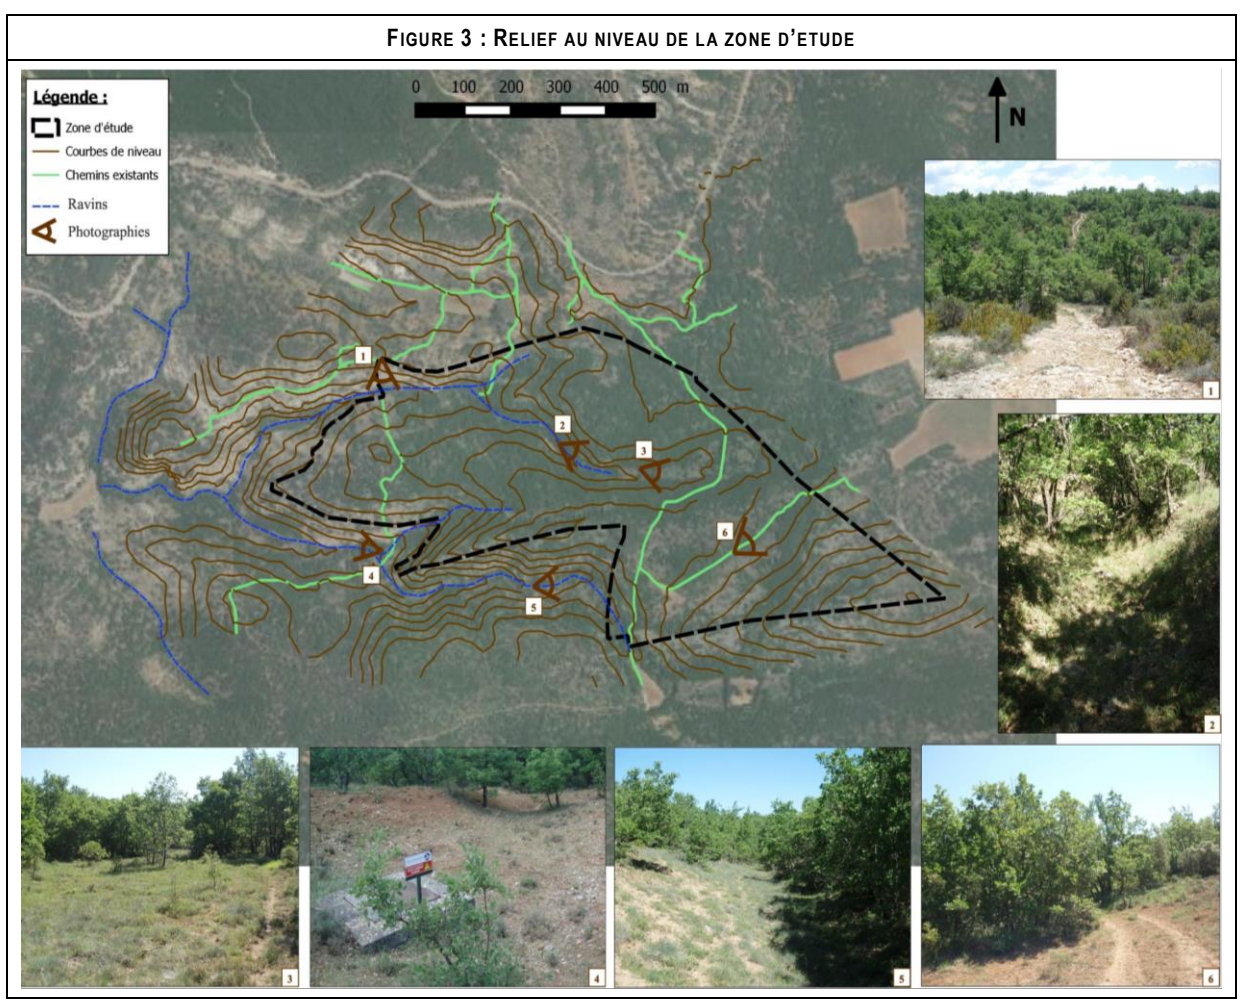 FIGURE 3 : RELIEF AU NIVEAU DE LA ZONE D'ETUDE
0 100 200 300 400 500 m
Légende :
Zone d'étude
Courbes de niveau
Chemins existants
Ravins
Photographies
N
1
2
3
6
4
5
1
2
3
4
5
6